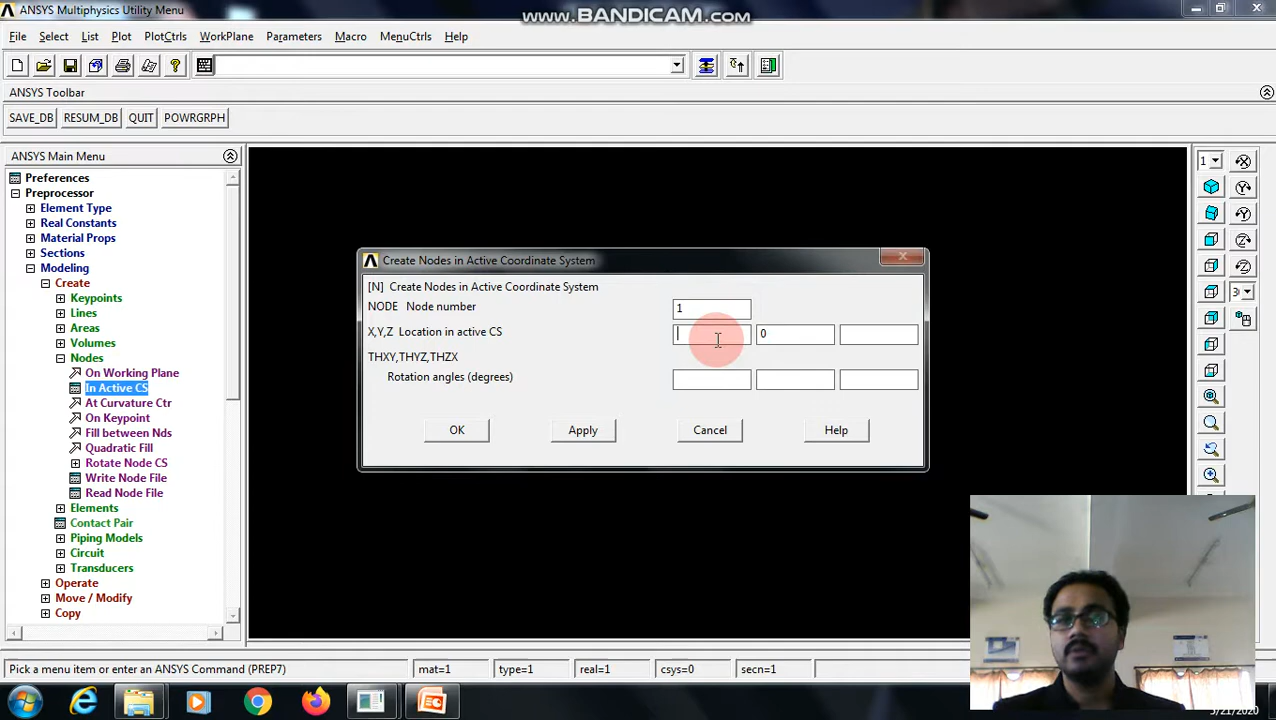 ANSYS Multiphysics Utility Menu
www.BANDICAM.com
File Select List Plot PlotCtrls WorkPlane Parameters Macro MenuCtrls Help
ANSYS Toolbar
SAVE_DB RESUM_DB QUIT POWRGRPH
ANSYS Main Menu
1
Preferences
Preprocessor
Element Type
Real Constants
Material Props
Sections
Modeling
Create
Keypoints
Lines
Areas
Volumes
Nodes
On Working Plane
In Active CS
At Curvature Ctr
On Keypoint
Fill between Nds
Quadratic Fill
Rotate Node CS
Write Node File
Read Node File
Elements
Contact Pair
Piping Models
Circuit
Transducers
Operate
Move / Modify
Copy
Create Nodes in Active Coordinate System
[N] Create Nodes in Active Coordinate System
NODE Node number 1
X,Y,Z Location in active CS 0
THXY,THYZ,THZX
Rotation angles (degrees)
OK Apply Cancel Help
3
Pick a menu item or enter an ANSYS Command (PREP7) mat=1 type=1 real=1 csys=0 secn=1